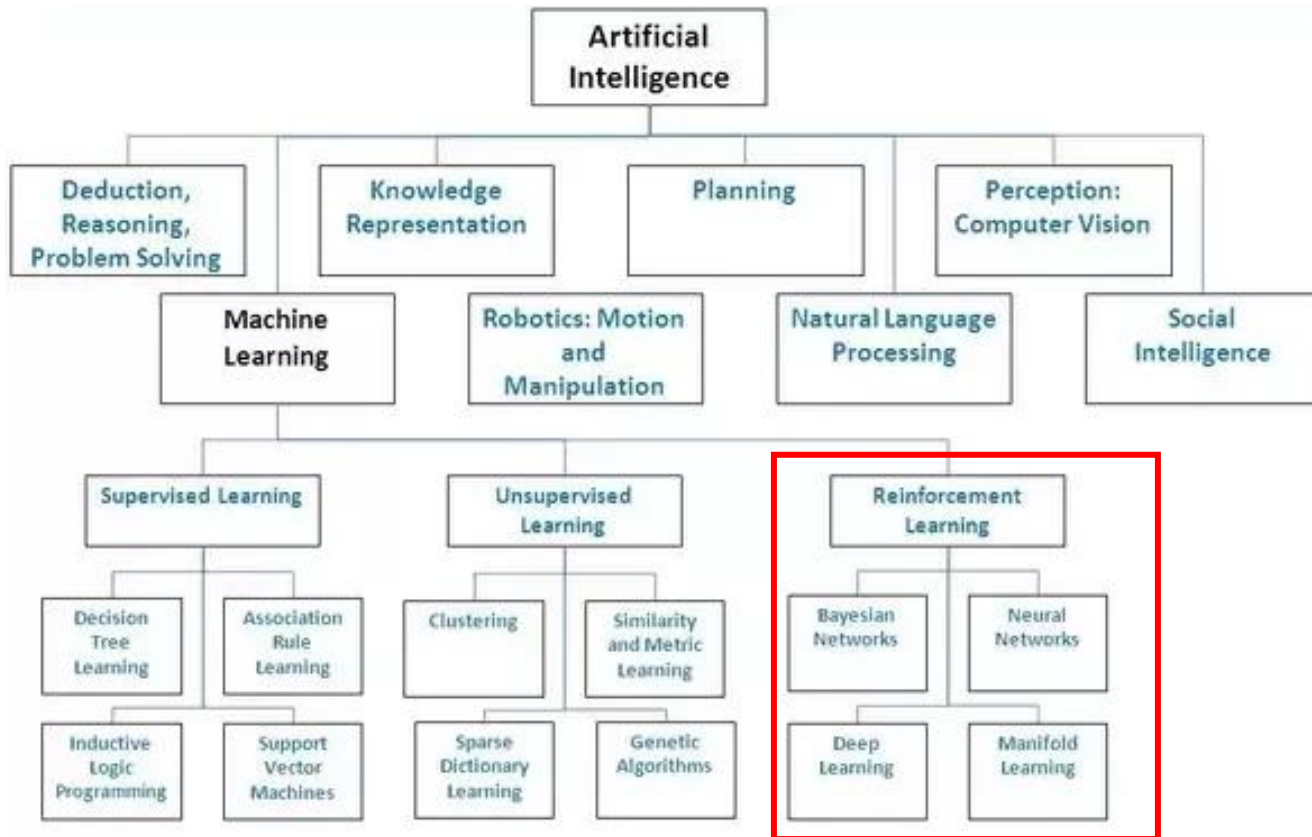 Artificial
Intelligence
Deduction,
Reasoning,
Problem Solving
Knowledge
Representation
Planning
Perception:
Computer Vision
Machine
Learning
Robotics: Motion
and
Manipulation
Natural Language
Processing
Social
Intelligence
Supervised Learning
Unsupervised
Learning
Reinforcement
Learning
Decision
Tree
Learning
Association
Rule
Learning
Clustering
Similarity
and Metric
Learning
Bayesian
Networks
Neural
Networks
Inductive
Logic
Programming
Support
Vector
Machines
Sparse
Dictionary
Learning
Genetic
Algorithms
Deep
Learning
Manifold
Learning